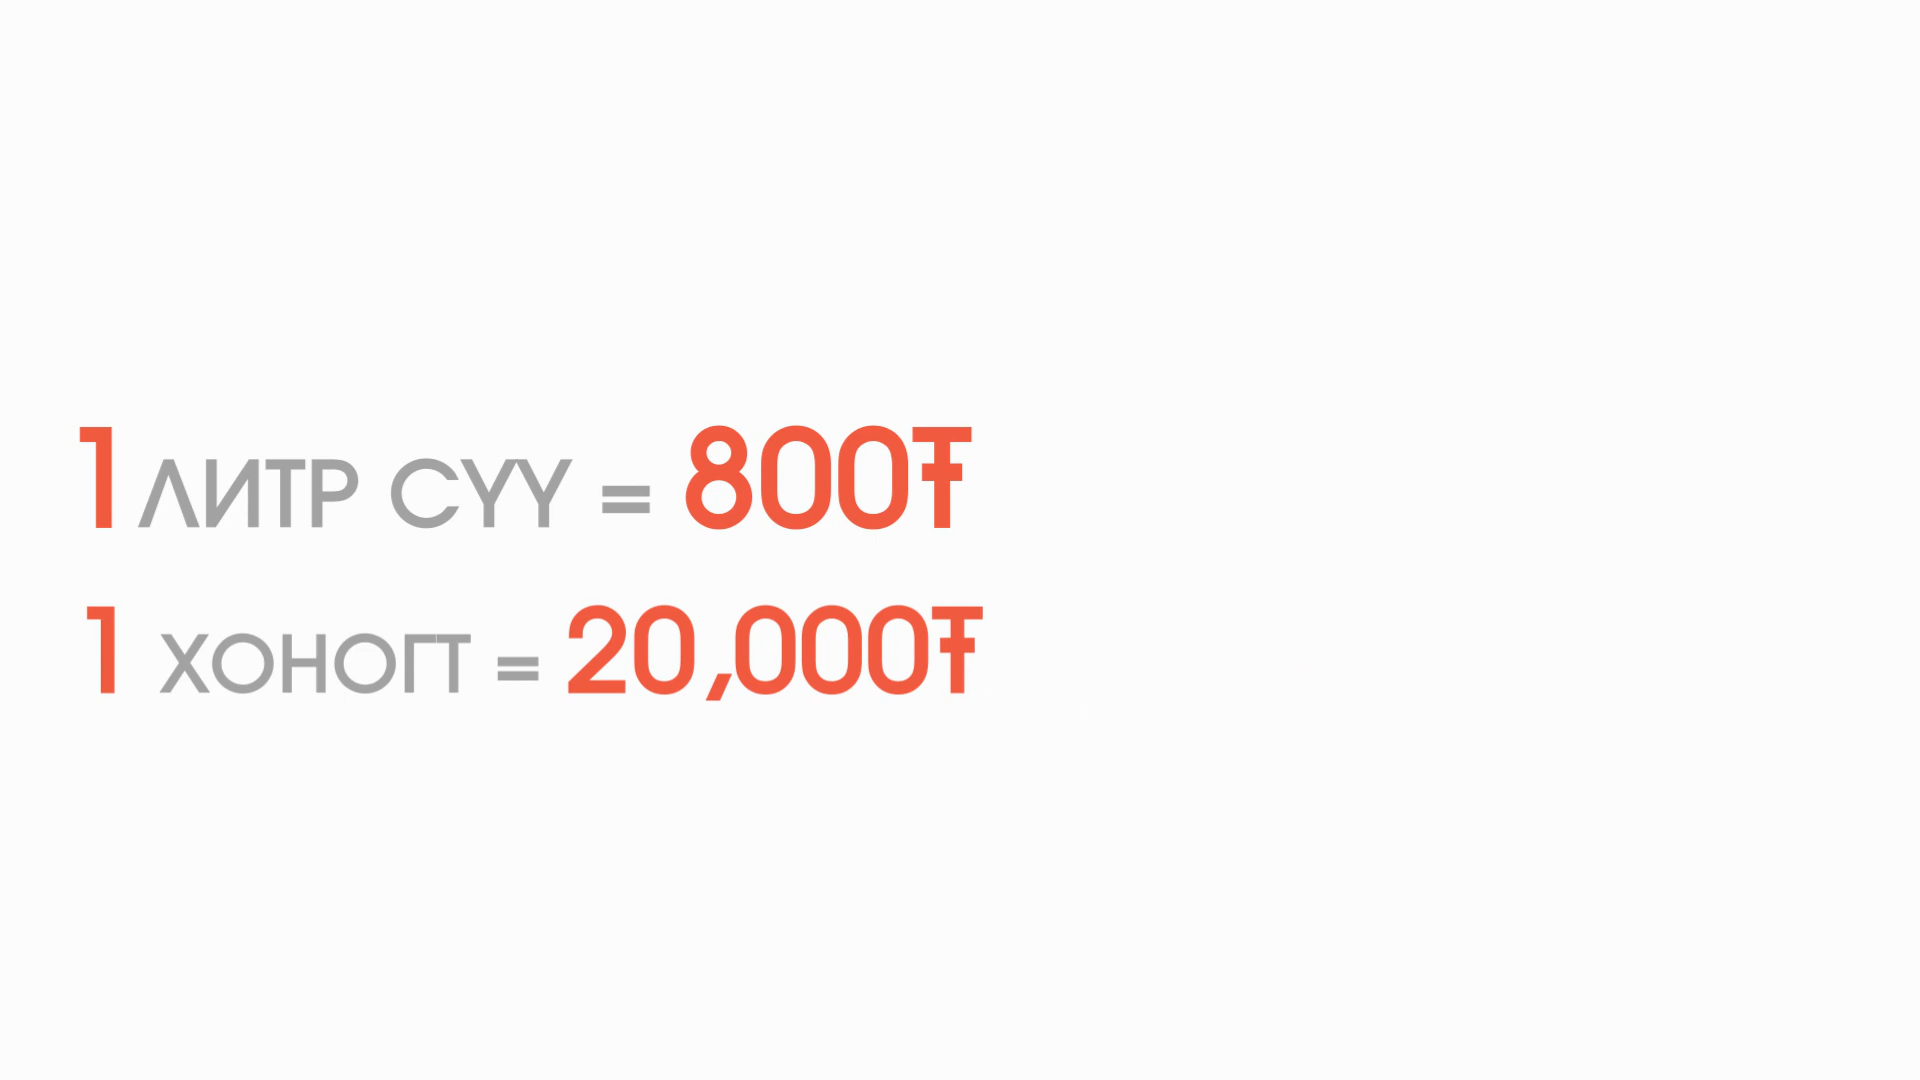 1 ЛИТР СҮҮ = 800₮
1 ХОНОГТ = 20,000₮